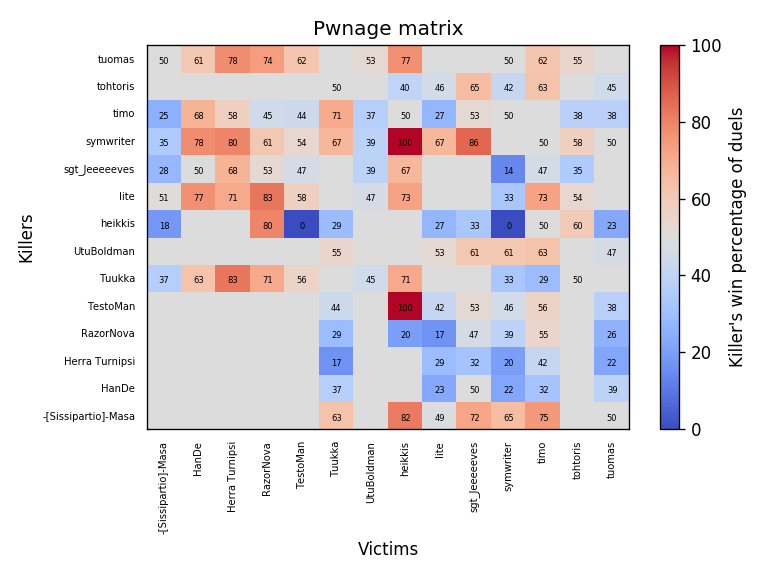 Pwnage matrix
tuomas 50 61 78 74 62 53 77 50 62 55
tohtoris 50 40 46 65 42 63 45
timo 25 68 58 45 44 71 37 50 27 53 50 38 38
symwriter 35 78 80 61 54 67 39 100 67 86 50 58 50
sgt_Jeeeeeves 28 50 68 53 47 39 67 14 47 35
lite 51 77 71 83 58 47 73 33 73 54
heikkis 18 80 0 29 27 33 0 50 60 23
UtuBoldman 55 53 61 61 63 47
Tuukka 37 63 83 71 56 45 71 33 29 50
TestoMan 44 100 42 53 46 56 38
RazorNova 29 20 17 47 39 55 26
Herra Turnipsi 17 29 32 20 42 22
HanDe 37 23 50 22 32 39
-[Sissipartio]-Masa 63 82 49 72 65 75 50
Killers
-[Sissipartio]-Masa
HanDe
Herra Turnipsi
RazorNova
TestoMan
Tuukka
UtuBoldman
heikkis
lite
sgt_Jeeeeeves
symwriter
timo
tohtoris
tuomas
Victims
100
80
60
40
20
0
Killer's win percentage of duels